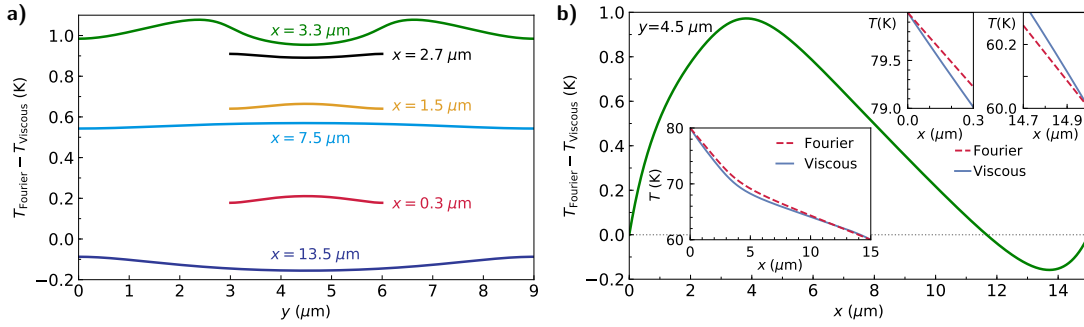 a)
T_Fourier − T_Viscous (K)
1.0
0.8
0.6
0.4
0.2
0.0
−0.2
x = 3.3 μm
x = 2.7 μm
x = 1.5 μm
x = 7.5 μm
x = 0.3 μm
x = 13.5 μm
0 1 2 3 4 5 6 7 8 9
y (μm)
b)
T_Fourier − T_Viscous (K)
1.0
0.8
0.6
0.4
0.2
0.0
−0.2
y=4.5 μm
T(K)
79.5
79.0
0.0 0.3
x (μm)
T(K)
60.2
60.0
14.7 14.9
x (μm)
Fourier
Viscous
T (K)
80
70
60
Fourier
Viscous
0 5 10 15
x (μm)
0 2 4 6 8 10 12 14
x (μm)